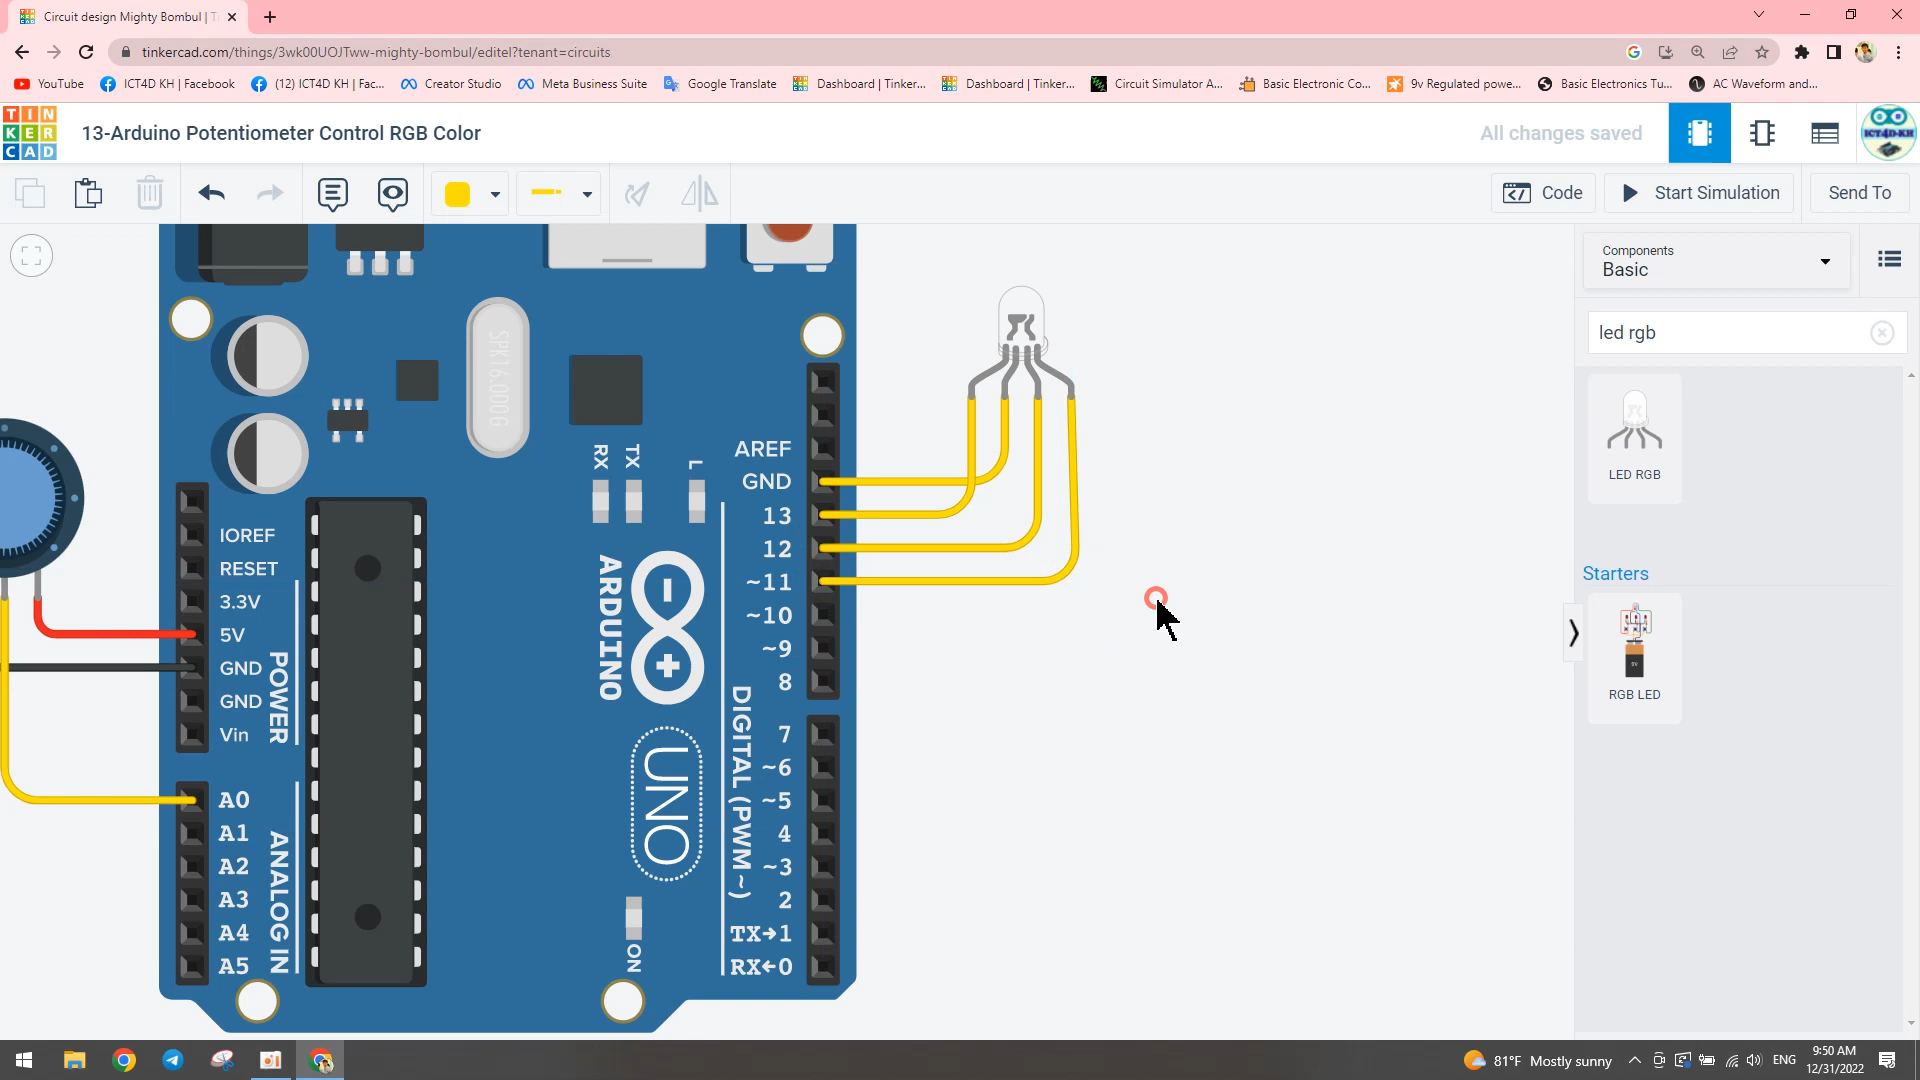 Circuit design Mighty Bombul | T
tinkercad.com/things/3wk00UOJTww-mighty-bombul/editel?tenant=circuits
YouTube
ICT4D KH | Facebook
(12) ICT4D KH | Fac...
Creator Studio
Meta Business Suite
Google Translate
Dashboard | Tinker...
Dashboard | Tinker...
Circuit Simulator A...
Basic Electronic Co...
9v Regulated powe...
Basic Electronics Tu...
AC Waveform and...
TIN
KER
CAD
13-Arduino Potentiometer Control RGB Color
All changes saved
ICT4D-KH
Code
Start Simulation
Send To
Components
Basic
led rgb
LED RGB
Starters
RGB LED
9V
SPK16.000G
RX
TX
L
AREF
GND
13
12
~11
~10
~9
8
7
~6
~5
4
~3
2
TX→1
RX←0
DIGITAL (PWM~)
ARDUINO
UNO
ON
IOREF
RESET
3.3V
5V
GND
GND
Vin
POWER
A0
A1
A2
A3
A4
A5
ANALOG IN
81°F Mostly sunny
ENG
9:50 AM
12/31/2022